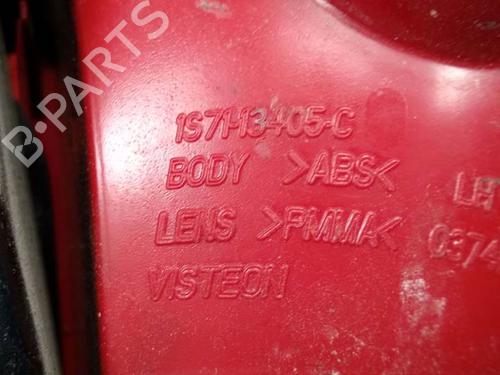 B-PARTS
1S71-13405-C
BODY >ABS<
LH
LENS >PMMA<
0374
VISTEON